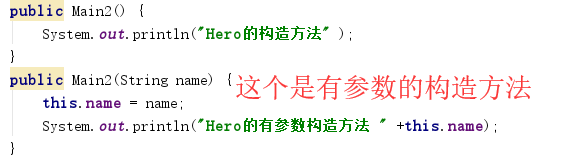 public Main2() {
System.out.println("Hero的构造方法" );
}
public Main2(String name) { 这个是有参数的构造方法
this.name = name;
System.out.println("Hero的有参数构造方法 " +this.name);
}